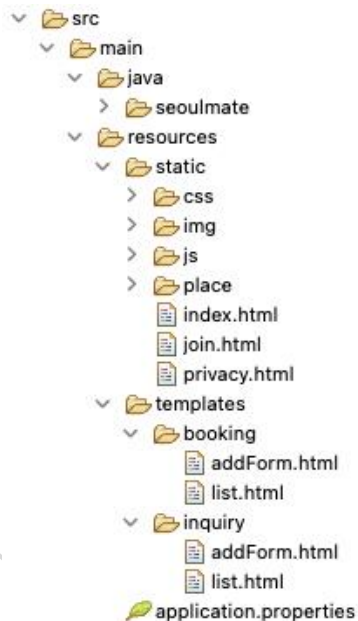 src
main
java
seoulmate
resources
static
css
img
js
place
index.html
join.html
privacy.html
templates
booking
addForm.html
list.html
inquiry
addForm.html
list.html
application.properties